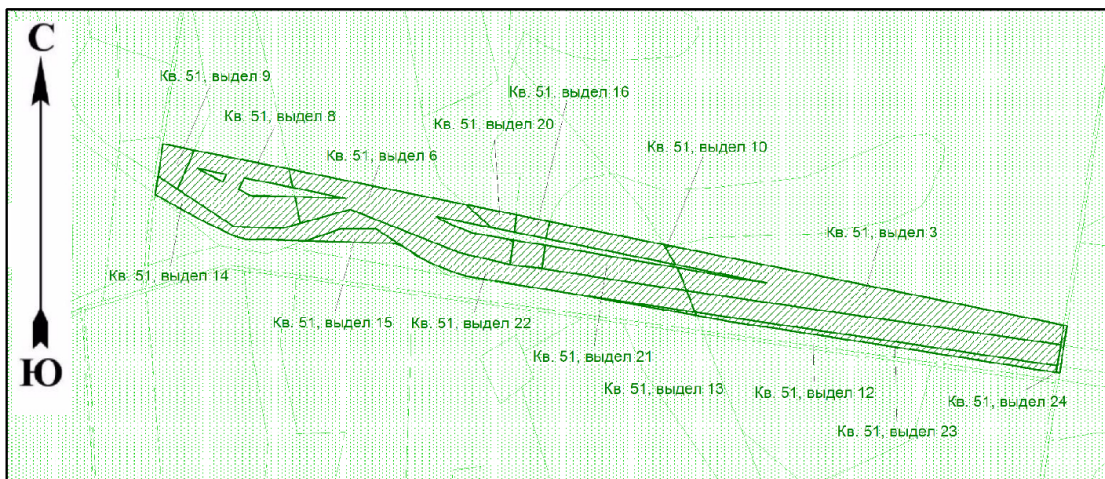 С
Кв. 51, выдел 9
Кв. 51, выдел 16
Кв. 51, выдел 8
Кв. 51, выдел 20
Кв. 51, выдел 10
Кв. 51, выдел 6
Кв. 51, выдел 3
Кв. 51, выдел 14
Кв. 51, выдел 15
Кв. 51, выдел 22
Кв. 51, выдел 21
Ю
Кв. 51, выдел 13
Кв. 51, выдел 12
Кв. 51, выдел 24
Кв. 51, выдел 23